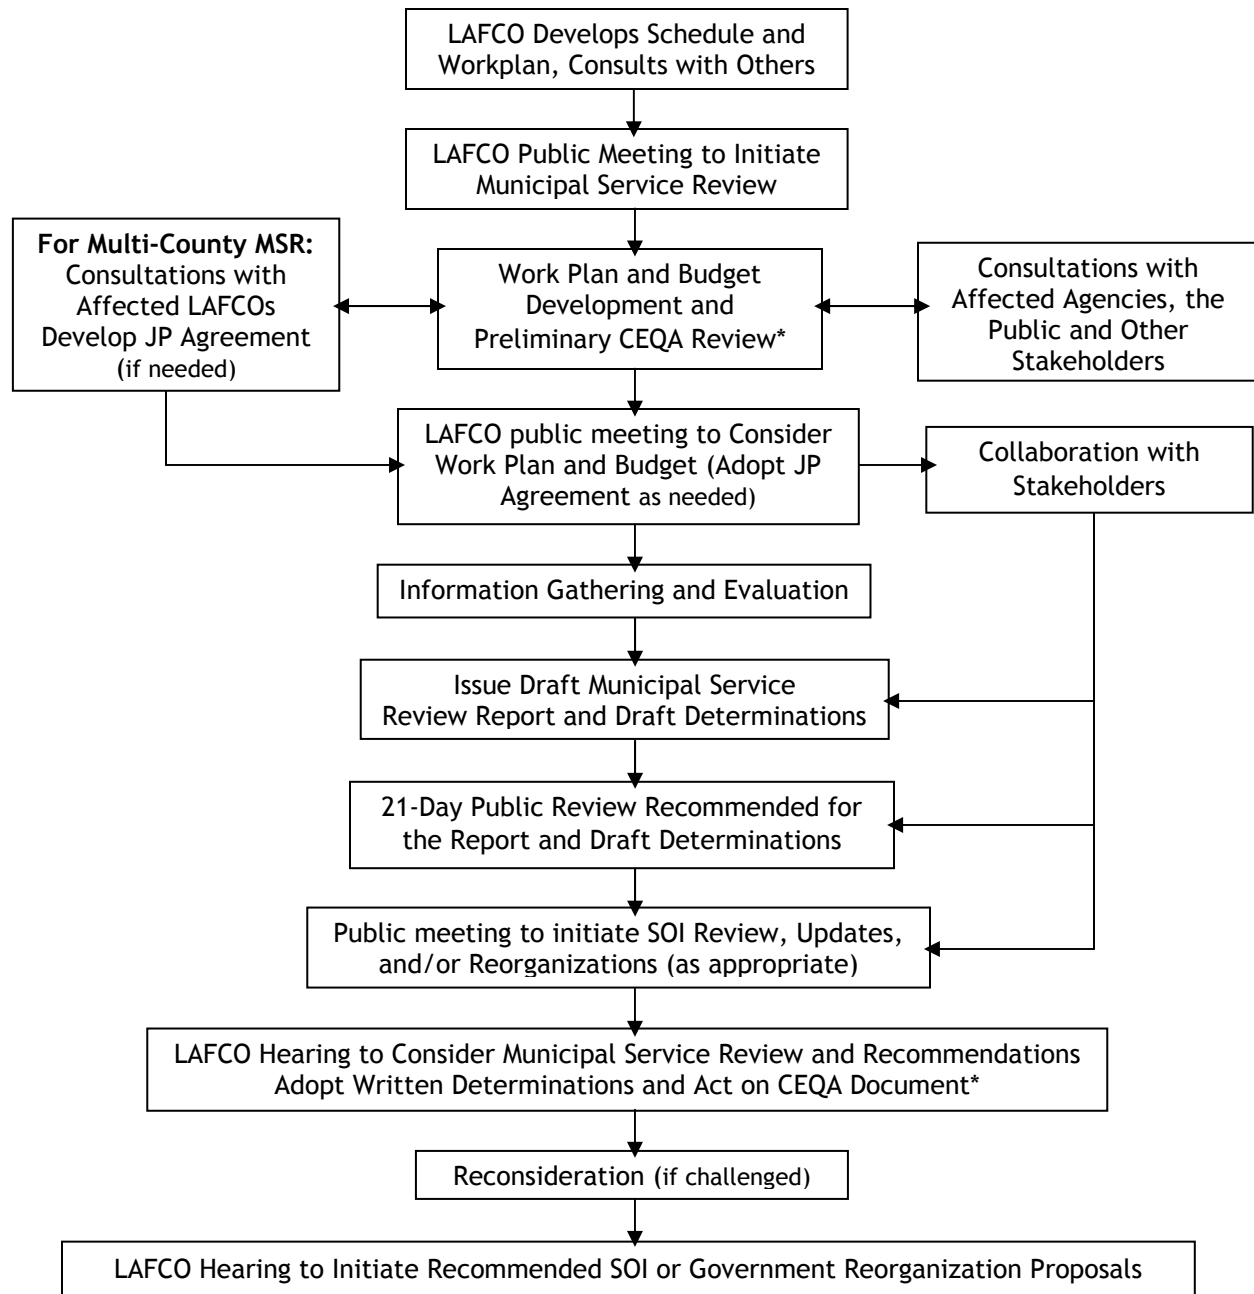 LAFCO Develops Schedule and
Workplan, Consults with Others
LAFCO Public Meeting to Initiate
Municipal Service Review
For Multi-County MSR:
Consultations with
Affected LAFCOs
Develop JP Agreement
(if needed)
Work Plan and Budget
Development and
Preliminary CEQA Review*
Consultations with
Affected Agencies, the
Public and Other
Stakeholders
LAFCO public meeting to Consider
Work Plan and Budget (Adopt JP
Agreement as needed)
Collaboration with
Stakeholders
Information Gathering and Evaluation
Issue Draft Municipal Service
Review Report and Draft Determinations
21-Day Public Review Recommended for
the Report and Draft Determinations
Public meeting to initiate SOI Review, Updates,
and/or Reorganizations (as appropriate)
LAFCO Hearing to Consider Municipal Service Review and Recommendations
Adopt Written Determinations and Act on CEQA Document*
Reconsideration (if challenged)
LAFCO Hearing to Initiate Recommended SOI or Government Reorganization Proposals